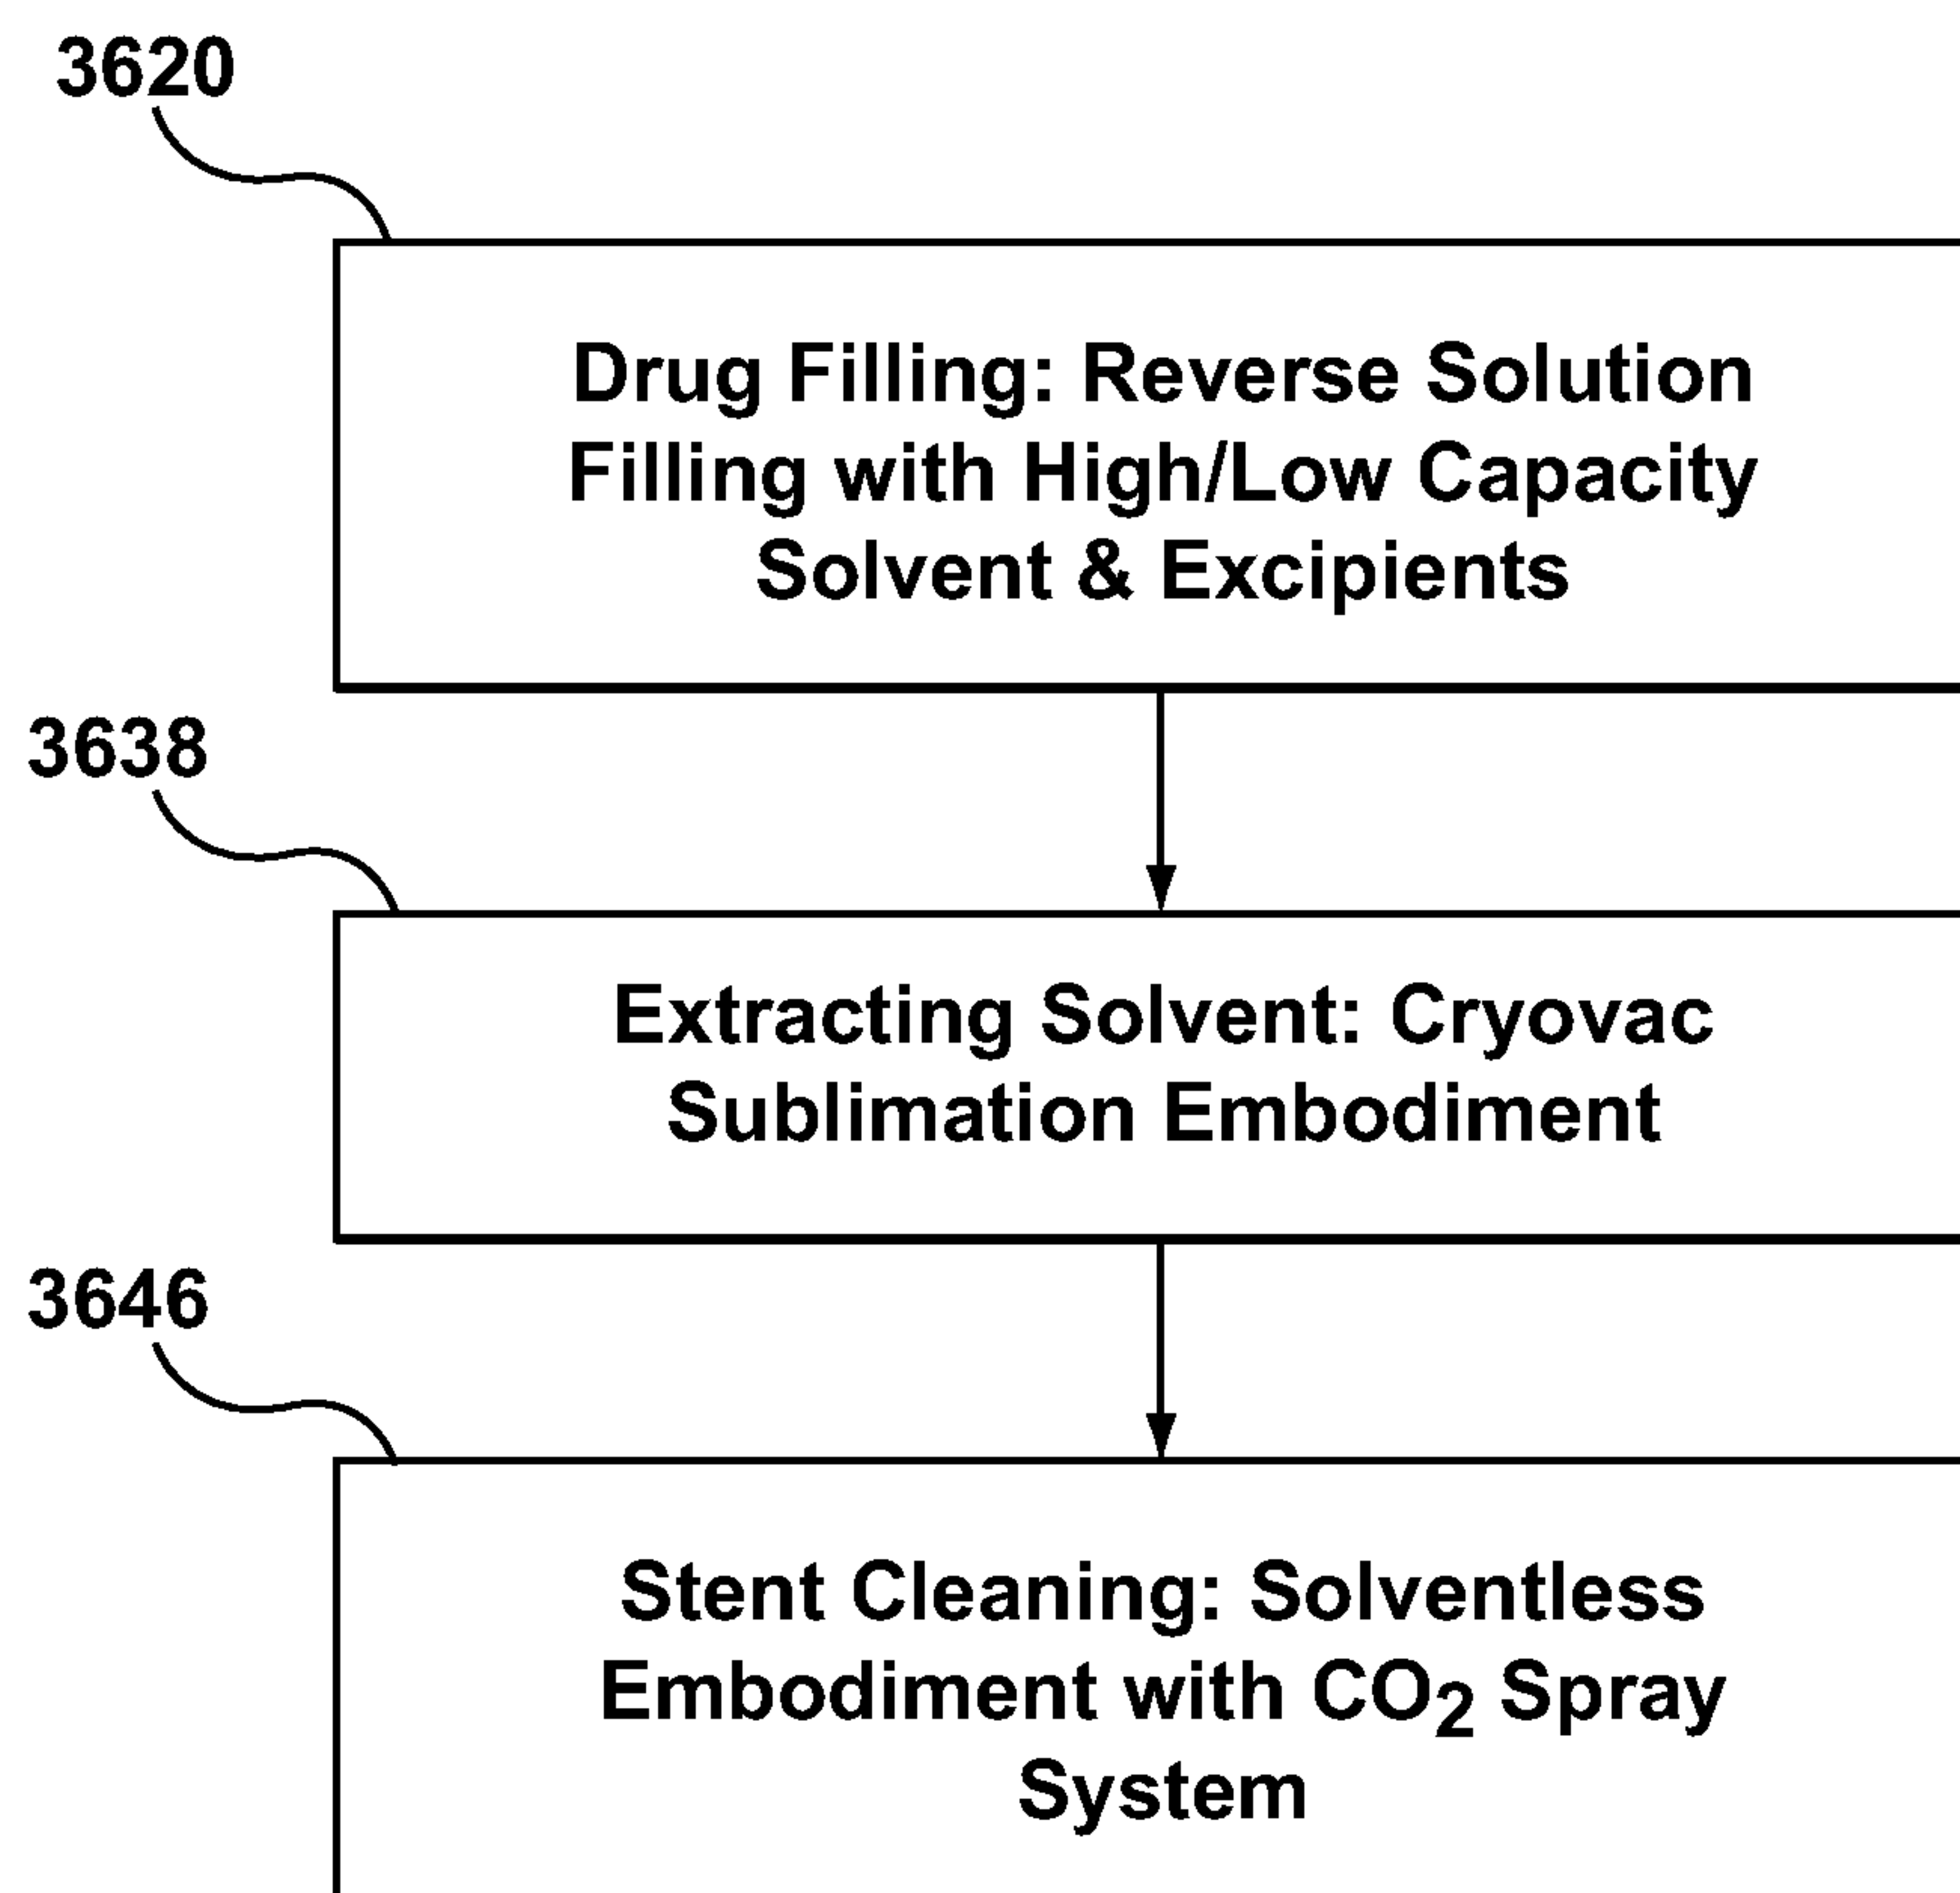 3620
Drug Filling: Reverse Solution
Filling with High/Low Capacity
Solvent & Excipients
3638
Extracting Solvent: Cryovac
Sublimation Embodiment
3646
Stent Cleaning: Solventless
Embodiment with CO₂ Spray
System